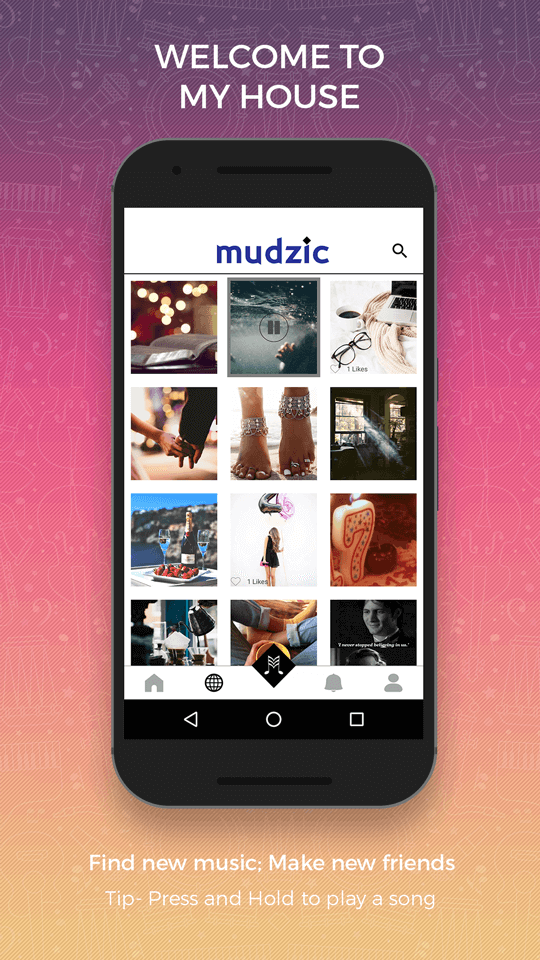 WELCOME TO
MY HOUSE
mudzic
1 Likes
1 Likes
'I never stopped believing in us.'
Find new music; Make new friends
Tip- Press and Hold to play a song